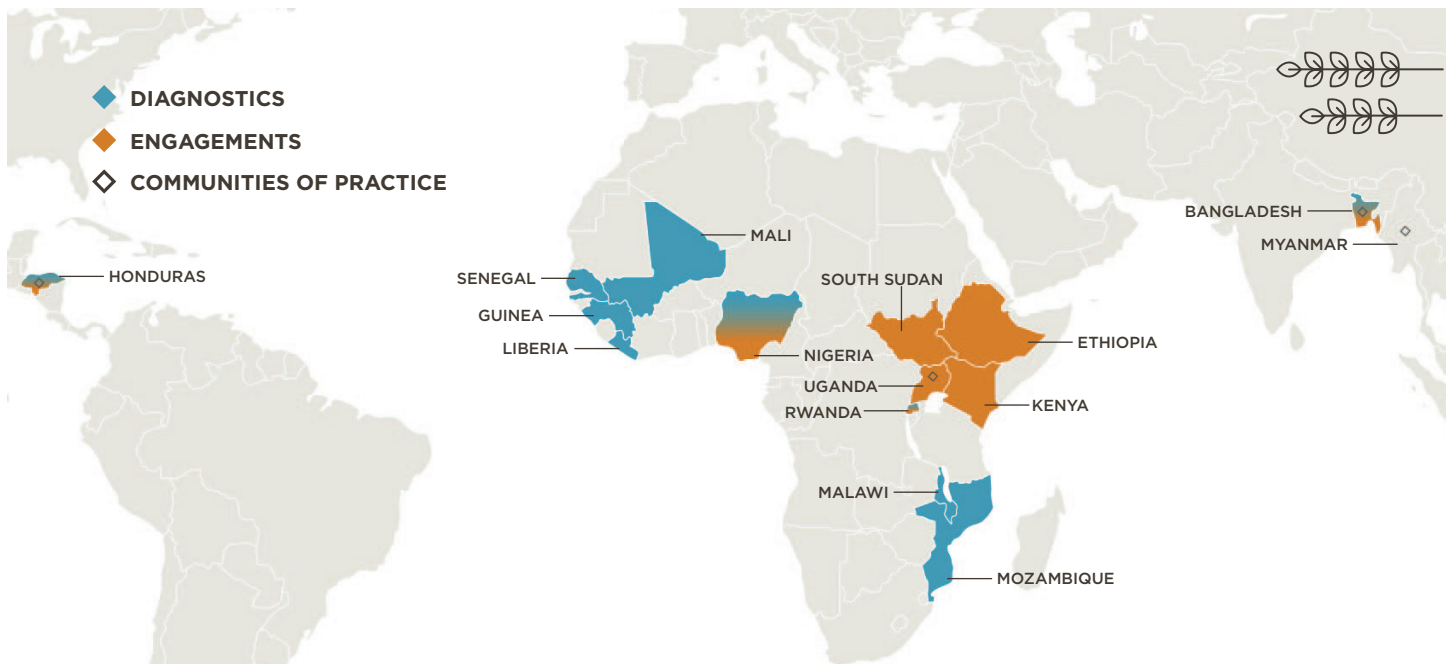 DIAGNOSTICS
ENGAGEMENTS
COMMUNITIES OF PRACTICE
HONDURAS
MALI
SENEGAL
GUINEA
LIBERIA
NIGERIA
SOUTH SUDAN
ETHIOPIA
UGANDA
RWANDA
KENYA
MALAWI
MOZAMBIQUE
BANGLADESH
MYANMAR